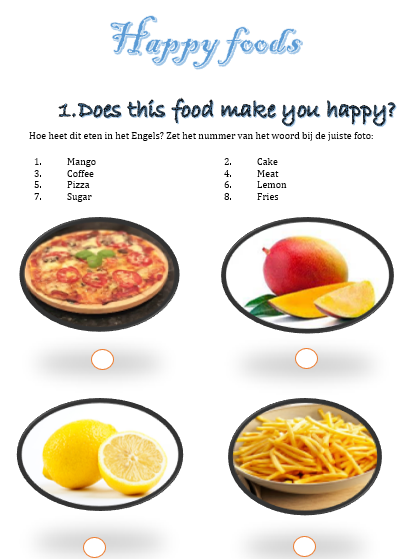 Happy foods
1.Does this food make you happy?
Hoe heet dit eten in het Engels? Zet het nummer van het woord bij de juiste foto:
1. Mango 2. Cake
3. Coffee 4. Meat
5. Pizza 6. Lemon
7. Sugar 8. Fries